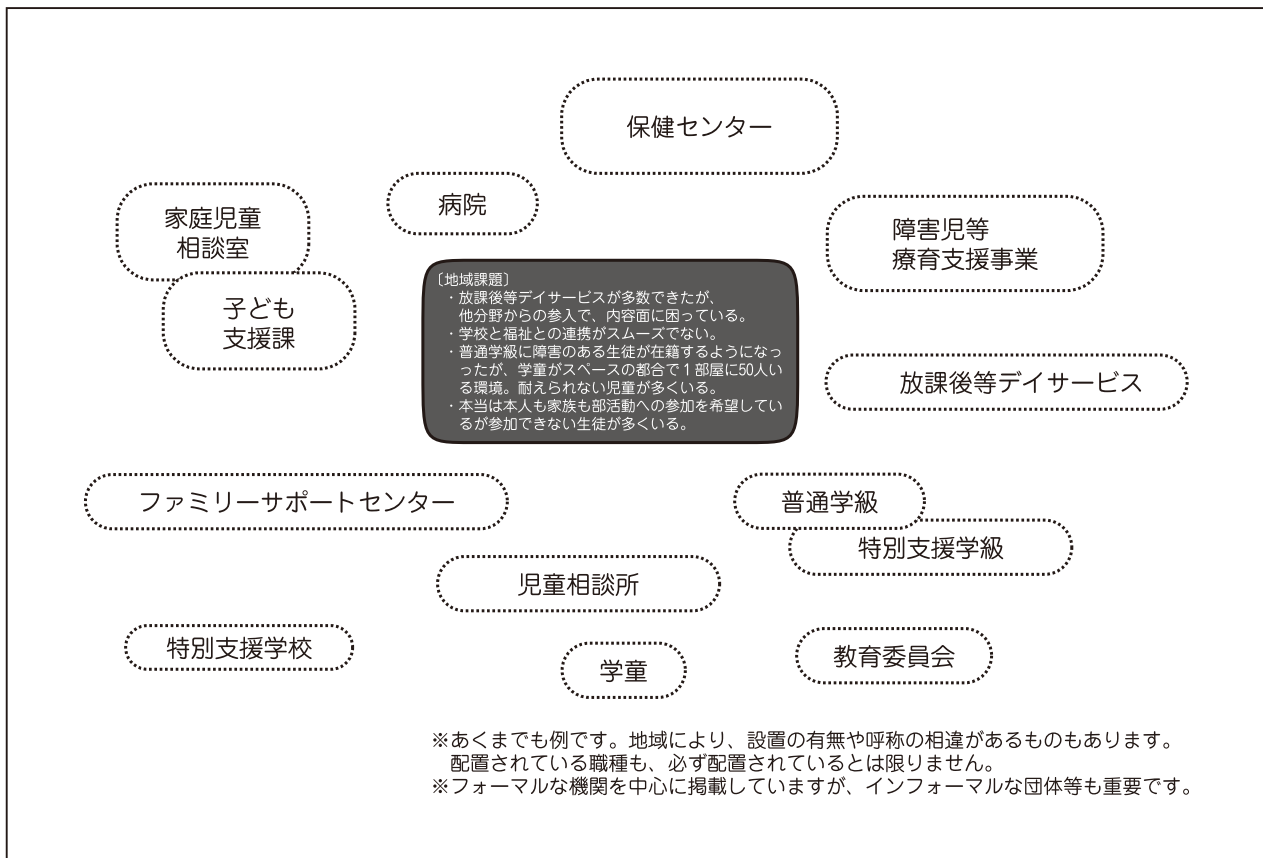 保健センター
病院
家庭児童
相談室
子ども
支援課
障害児等
療育支援事業
〔地域課題〕
・放課後等デイサービスが多数できたが、
他分野からの参入で、内容面に困っている。
・学校と福祉との連携がスムーズでない。
・普通学級に障害のある生徒が在籍するようになっ
ったが、学童がスペースの都合で１部屋に50人い
る環境。耐えられない児童が多くいる。
・本当は本人も家族も部活動への参加を希望してい
るが参加できない生徒が多くいる。
放課後等デイサービス
ファミリーサポートセンター
普通学級
特別支援学級
児童相談所
特別支援学校
学童
教育委員会
※あくまでも例です。地域により、設置の有無や呼称の相違があるものもあります。
配置されている職種も、必ず配置されているとは限りません。
※フォーマルな機関を中心に掲載していますが、インフォーマルな団体等も重要です。